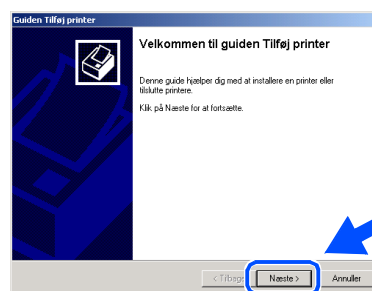 Guiden Tilføj printer
Velkommen til guiden Tilføj printer
Denne guide hjælper dig med at installere en printer eller
tilslutte printere.
Klik på Næste for at fortsætte.
< Tilbage Næste > Annuller